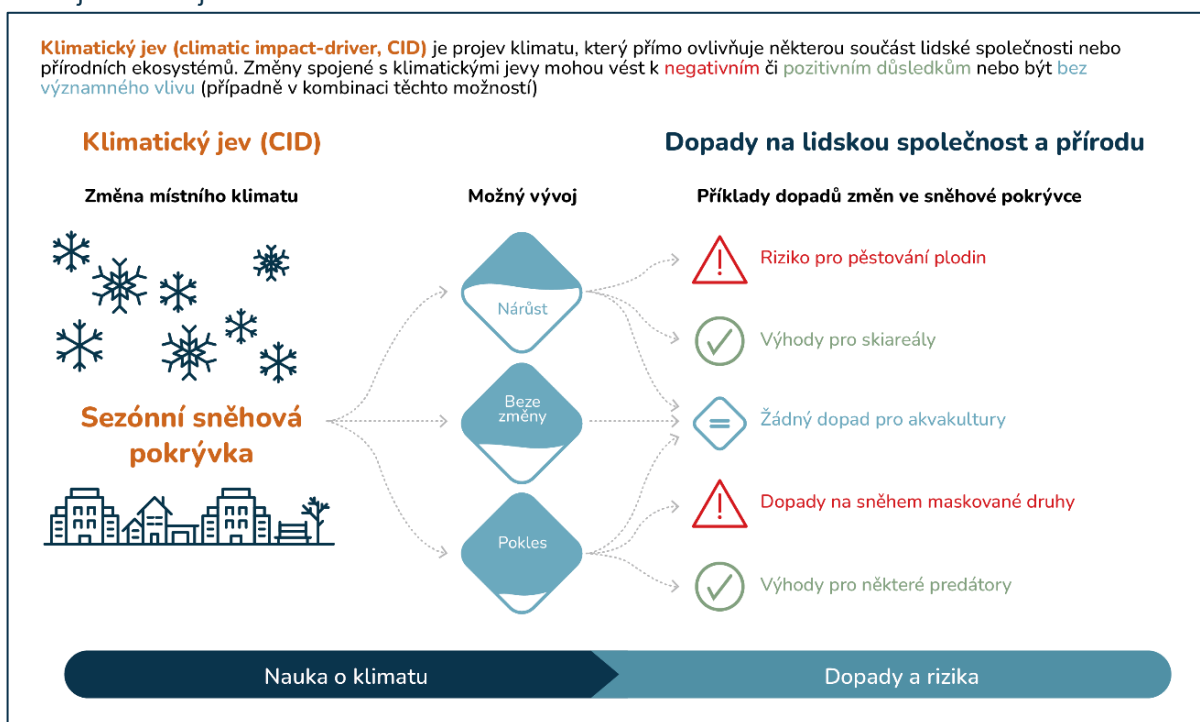 Klimatický jev (climatic impact-driver, CID) je projev klimatu, který přímo ovlivňuje některou součást lidské společnosti nebo
přírodních ekosystémů. Změny spojené s klimatickými jevy mohou vést k negativním či pozitivním důsledkům nebo být bez
významného vlivu (případně v kombinaci těchto možností)
Klimatický jev (CID)
Dopady na lidskou společnost a přírodu
Změna místního klimatu
Možný vývoj
Příklady dopadů změn ve sněhové pokrývce
Nárůst
Riziko pro pěstování plodin
Výhody pro skiareály
Sezónní sněhová
pokrývka
Beze
změny
Žádný dopad pro akvakultury
Pokles
Dopady na sněhem maskované druhy
Výhody pro některé predátory
Nauka o klimatu
Dopady a rizika